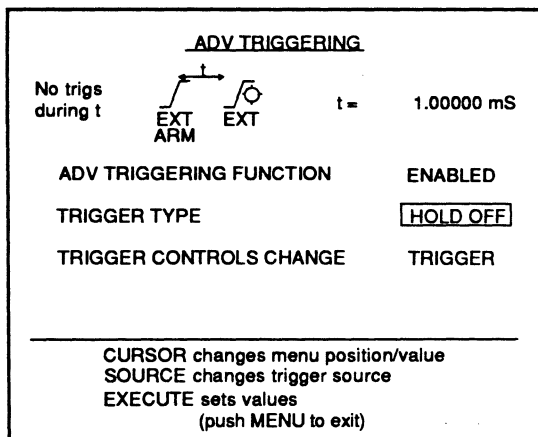 ADV TRIGGERING
t
No trigs
during t
EXT
ARM
EXT
t =
1.00000 mS
ADV TRIGGERING FUNCTION ENABLED
TRIGGER TYPE HOLD OFF
TRIGGER CONTROLS CHANGE TRIGGER
CURSOR changes menu position/value
SOURCE changes trigger source
EXECUTE sets values
(push MENU to exit)